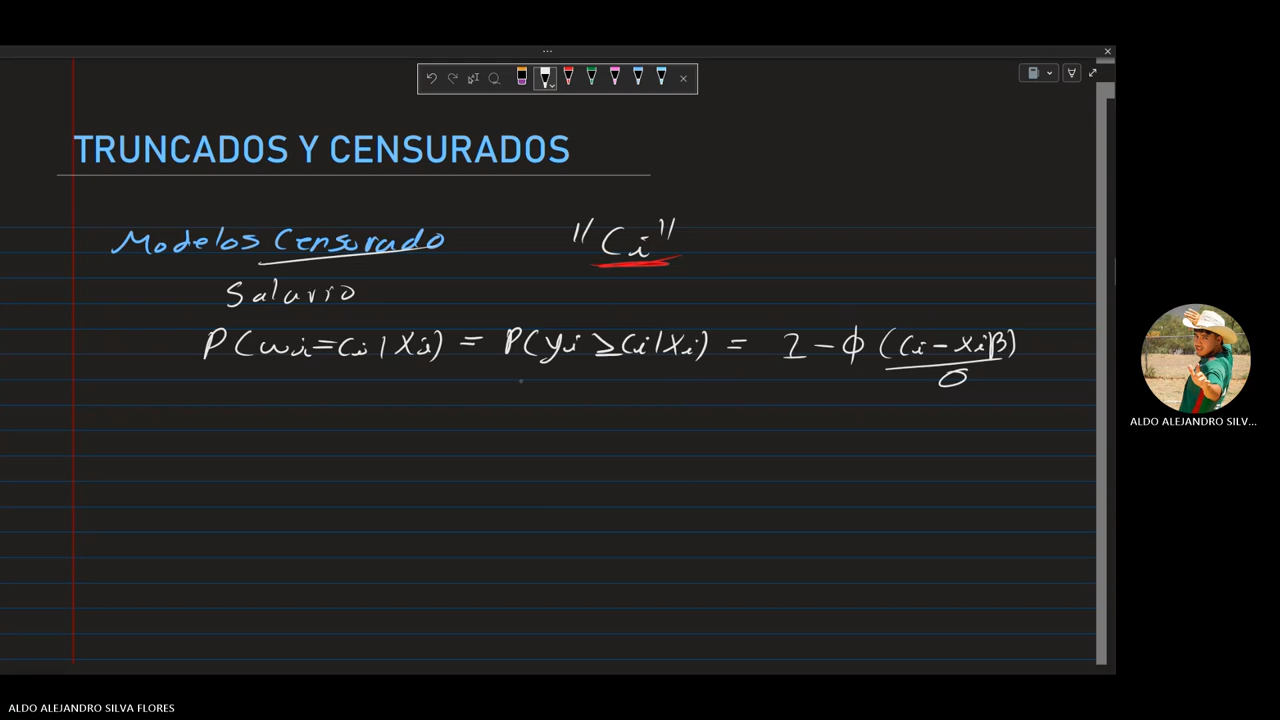 TRUNCADOS Y CENSURADOS
Modelos Censurado "Ci"
Salario
P(wi=ci|Xi) = P(yi ≥ci|Xi) = 1 - Φ (ci - xiβ)
σ
ALDO ALEJANDRO SILV...
ALDO ALEJANDRO SILVA FLORES